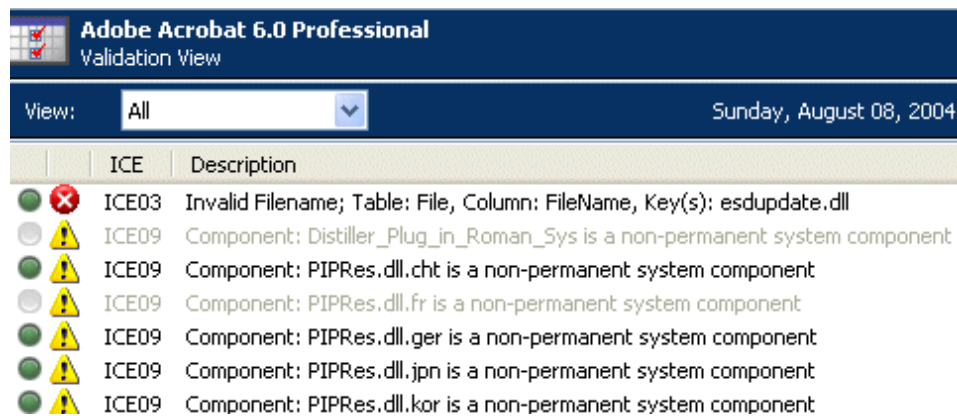 Adobe Acrobat 6.0 Professional
Validation View
View: All Sunday, August 08, 2004
ICE Description
ICE03 Invalid Filename; Table: File, Column: FileName, Key(s): esdupdate.dll
ICE09 Component: Distiller_Plug_in_Roman_Sys is a non-permanent system component
ICE09 Component: PIPRes.dll.cht is a non-permanent system component
ICE09 Component: PIPRes.dll.fr is a non-permanent system component
ICE09 Component: PIPRes.dll.ger is a non-permanent system component
ICE09 Component: PIPRes.dll.jpn is a non-permanent system component
ICE09 Component: PIPRes.dll.kor is a non-permanent system component